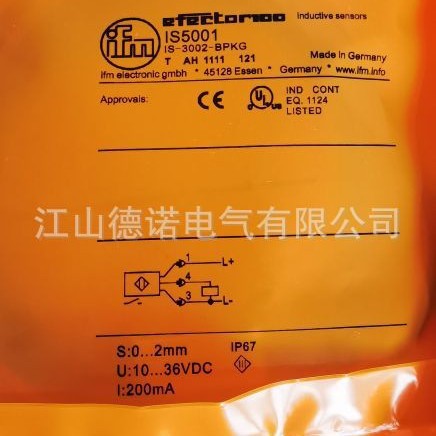 ifm
efector100
inductive sensors
IS5001
IS-3002-BPKG
T AH 1111 121
Made in Germany
ifm electronic gmbh * 45128 Essen * Germany * www.ifm.info
Approvals:
CE
UL
IND CONT
EQ. 1124
LISTED
江山德诺电气有限公司
1
L+
4
3
L-
S:0...2mm
IP67
U:10...36VDC
I:200mA